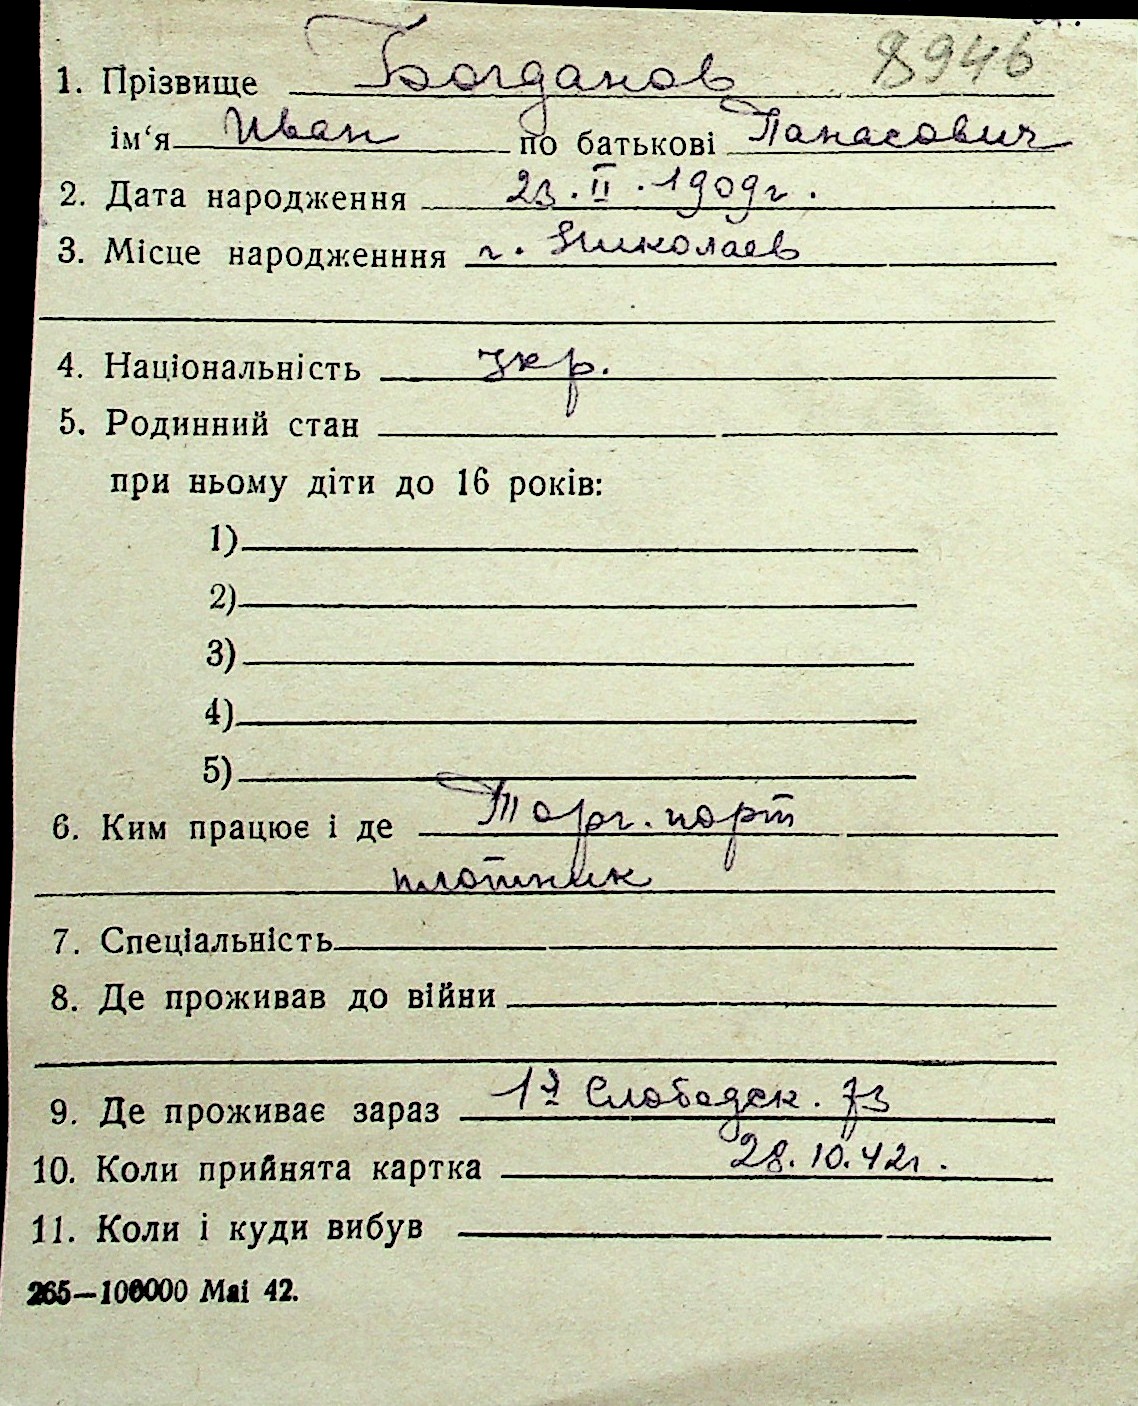 8946
1. Прізвище Богданов
ім‘я Иван по батькові Панасович
2. Дата народження 23.II.1909г.
3. Місце народженння г. Николаев
4. Національність укр.
5. Родинний стан
при ньому діти до 16 років:
1)
2)
3)
4)
5)
6. Ким працює і де Торг. порт
плотник
7. Спеціальність
8. Де проживав до війни
9. Де проживає зараз 1я Слободск. 73
10. Коли прийнята картка 28.10.42г.
11. Коли і куди вибув
265—100000 Mai 42.